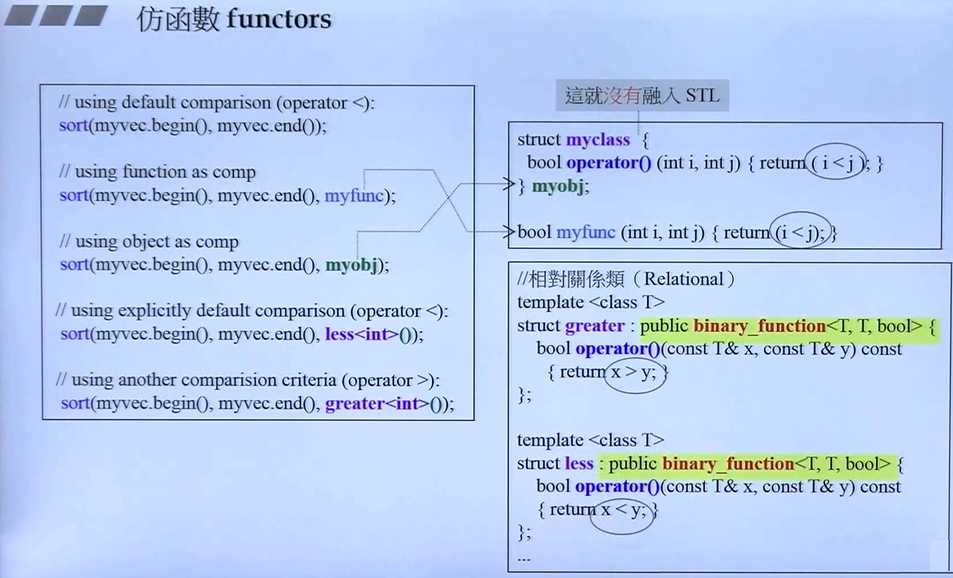 仿函數 functors
// using default comparison (operator <):
sort(myvec.begin(), myvec.end());
// using function as comp
sort(myvec.begin(), myvec.end(), myfunc);
// using object as comp
sort(myvec.begin(), myvec.end(), myobj);
// using explicitly default comparison (operator <):
sort(myvec.begin(), myvec.end(), less<int>());
// using another comparision criteria (operator >):
sort(myvec.begin(), myvec.end(), greater<int>());
這就沒有融入 STL
struct myclass {
bool operator() (int i, int j) { return ( i < j ); }
} myobj;
bool myfunc (int i, int j) { return (i < j); }
//相對關係類（Relational）
template <class T>
struct greater : public binary_function<T, T, bool> {
bool operator()(const T& x, const T& y) const
{ return x > y; }
};
template <class T>
struct less : public binary_function<T, T, bool> {
bool operator()(const T& x, const T& y) const
{ return x < y; }
};
...